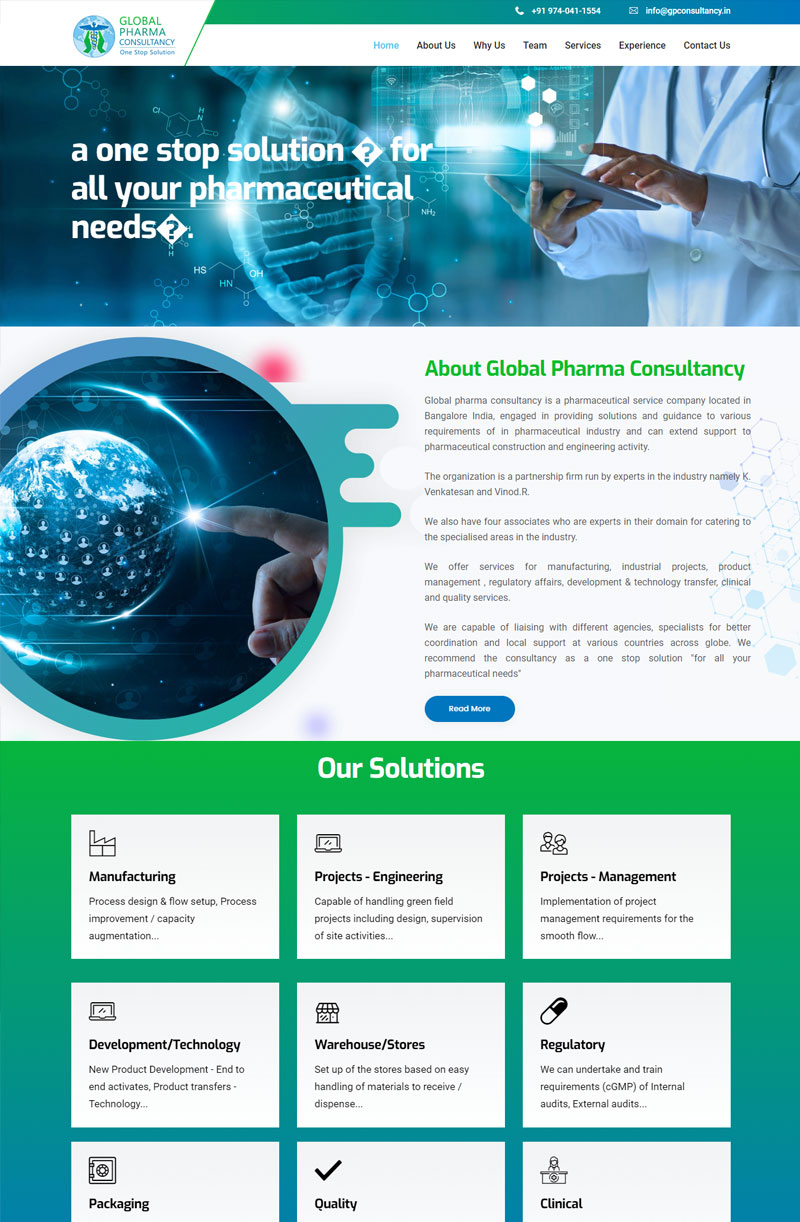 GLOBAL
PHARMA
CONSULTANCY
One Stop Solution
+91 974-041-1554 info@gpconsultancy.in
Home About Us Why Us Team Services Experience Contact Us
a one stop solution � for
all your pharmaceutical
needs�.
Cl
H
N
NH₂
N
H
HS
OH
HN
O
About Global Pharma Consultancy
Global pharma consultancy is a pharmaceutical service company located in
Bangalore India, engaged in providing solutions and guidance to various
requirements of in pharmaceutical industry and can extend support to
pharmaceutical construction and engineering activity.
The organization is a partnership firm run by experts in the industry namely K.
Venkatesan and Vinod.R.
We also have four associates who are experts in their domain for catering to
the specialised areas in the industry.
We offer services for manufacturing, industrial projects, product
management , regulatory affairs, development & technology transfer, clinical
and quality services.
We are capable of liaising with different agencies, specialists for better
coordination and local support at various countries across globe. We
recommend the consultancy as a one stop solution "for all your
pharmaceutical needs"
Read More
Our Solutions
Manufacturing
Process design & flow setup, Process
improvement / capacity
augmentation...
Projects - Engineering
Capable of handling green field
projects including design, supervision
of site activities...
Projects - Management
Implementation of project
management requirements for the
smooth flow...
Development/Technology
New Product Development - End to
end activates, Product transfers -
Technology...
Warehouse/Stores
Set up of the stores based on easy
handling of materials to receive /
dispense...
Regulatory
We can undertake and train
requirements (cGMP) of Internal
audits, External audits...
Packaging
Quality
Clinical